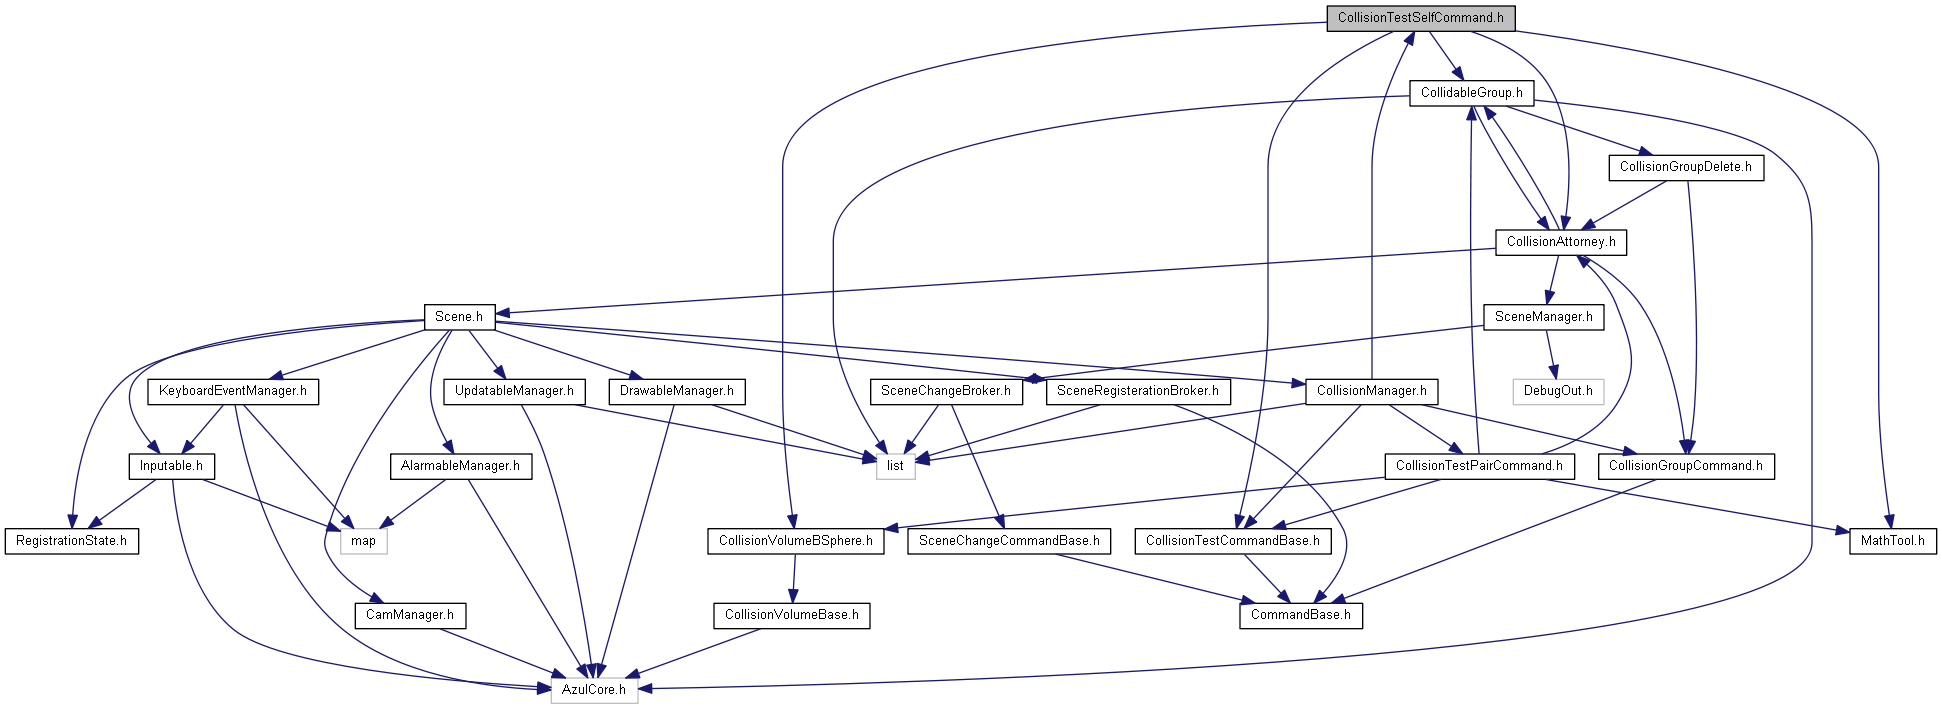 CollisionTestSelfCommand.h
CollidableGroup.h
CollisionGroupDelete.h
CollisionAttorney.h
Scene.h
SceneManager.h
KeyboardEventManager.h
UpdatableManager.h
DrawableManager.h
SceneChangeBroker.h
SceneRegisterationBroker.h
CollisionManager.h
DebugOut.h
Inputable.h
AlarmableManager.h
list
CollisionTestPairCommand.h
CollisionGroupCommand.h
RegistrationState.h
map
CollisionVolumeBSphere.h
SceneChangeCommandBase.h
CollisionTestCommandBase.h
MathTool.h
CamManager.h
CollisionVolumeBase.h
CommandBase.h
AzulCore.h